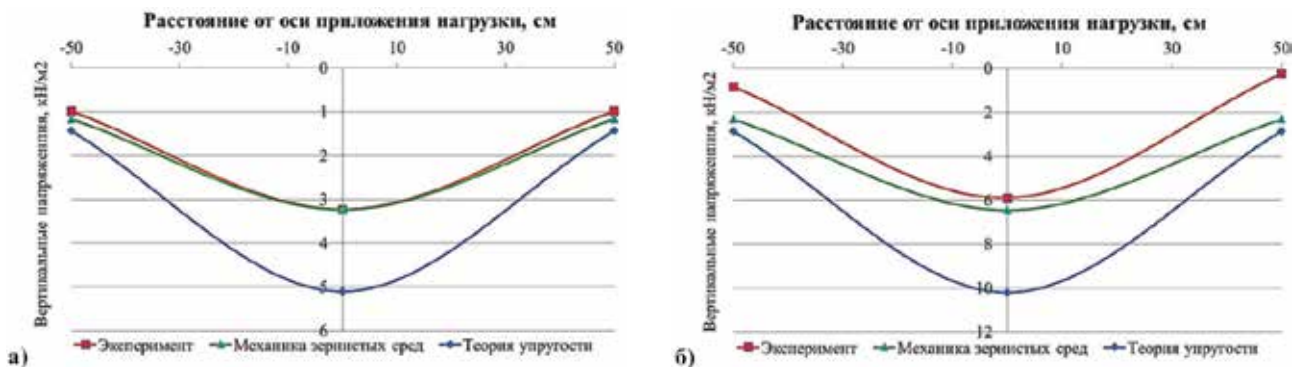 Расстояние от оси приложения нагрузки, см
-50 -30 -10 10 30 50
0
1
2
3
4
5
6
Вертикальные напряжения, кН/м2
Эксперимент Механика зернистых сред Теория упругости
а)
Расстояние от оси приложения нагрузки, см
-50 -30 -10 10 30 50
0
2
4
6
8
10
12
Вертикальные напряжения, кН/м2
Эксперимент Механика зернистых сред Теория упругости
б)